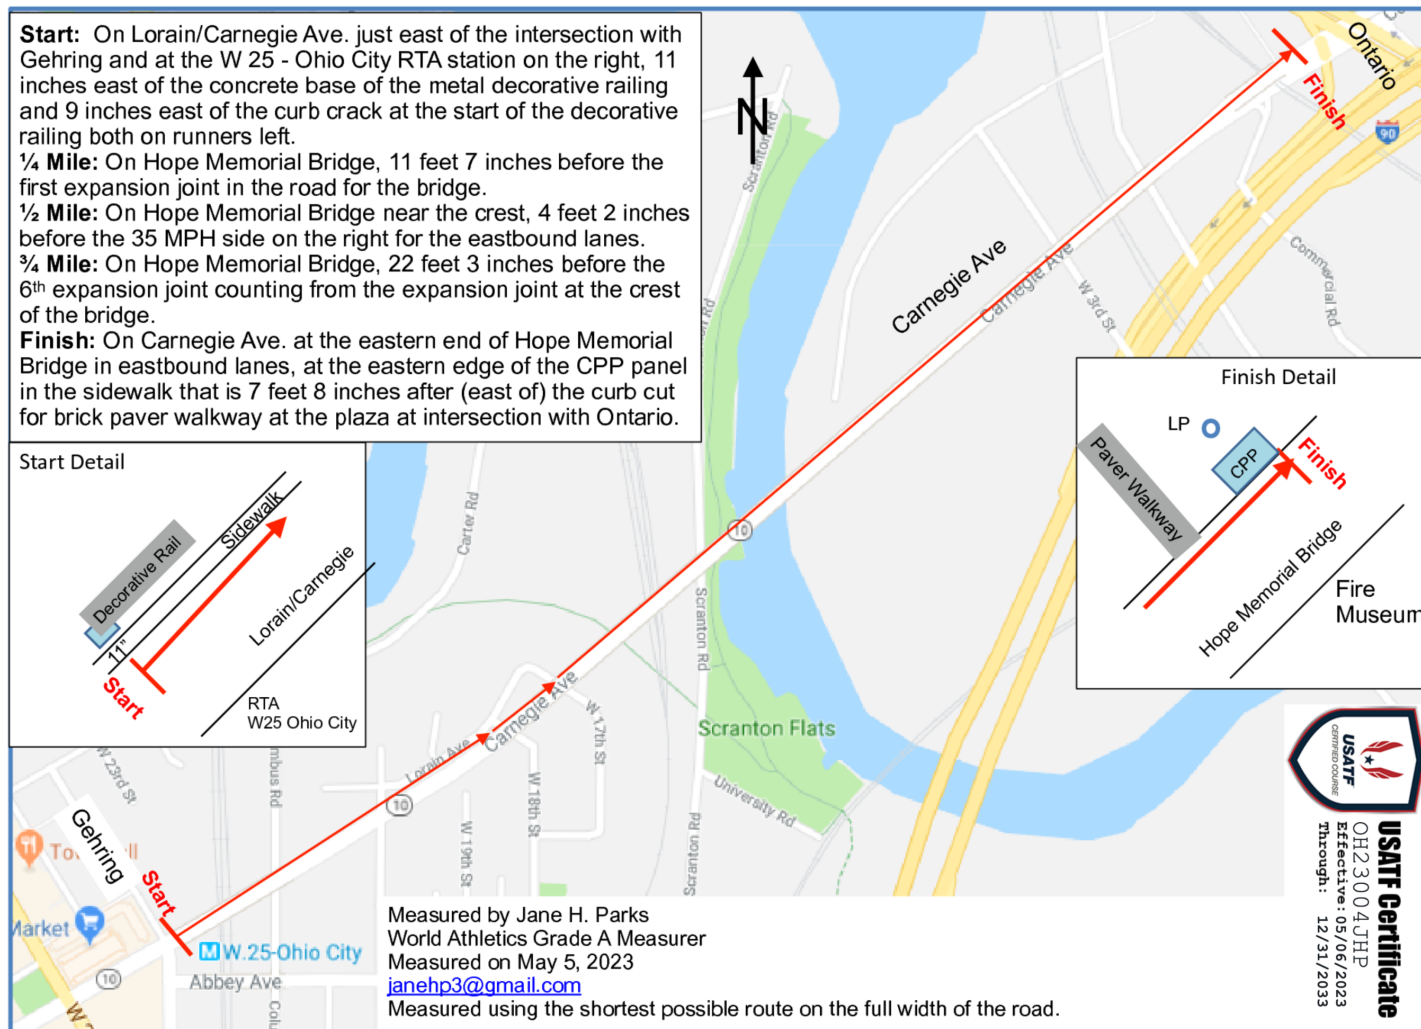 Start: On Lorain/Carnegie Ave. just east of the intersection with
Gehring and at the W 25 - Ohio City RTA station on the right, 11
inches east of the concrete base of the metal decorative railing
and 9 inches east of the curb crack at the start of the decorative
railing both on runners left.
¼ Mile: On Hope Memorial Bridge, 11 feet 7 inches before the
first expansion joint in the road for the bridge.
½ Mile: On Hope Memorial Bridge near the crest, 4 feet 2 inches
before the 35 MPH side on the right for the eastbound lanes.
¾ Mile: On Hope Memorial Bridge, 22 feet 3 inches before the
6th expansion joint counting from the expansion joint at the crest
of the bridge.
Finish: On Carnegie Ave. at the eastern end of Hope Memorial
Bridge in eastbound lanes, at the eastern edge of the CPP panel
in the sidewalk that is 7 feet 8 inches after (east of) the curb cut
for brick paver walkway at the plaza at intersection with Ontario.
N
Scranton Rd
Ontario
Finish
90
Carnegie Ave
Carnegie Ave
W 3rd St
Commercial Rd
Finish Detail
LP
CPP
Finish
Paver Walkway
Hope Memorial Bridge
Fire
Museum
Start Detail
Sidewalk
Decorative Rail
Lorain/Carnegie
11"
Start
RTA
W25 Ohio City
Carter Rd
10
Scranton Rd
Scranton Flats
University Rd
Scranton Rd
Carnegie Ave
Lorain Ave
W 17th St
W 18th St
W 19th St
10
W 23rd St
Gehring
Start
Market
W.25-Ohio City
Abbey Ave
10
Measured by Jane H. Parks
World Athletics Grade A Measurer
Measured on May 5, 2023
janehp3@gmail.com
Measured using the shortest possible route on the full width of the road.
USATF
CERTIFIED COURSE
USATF Certificate
OH23004JHP
Effective:05/06/2023
Through: 12/31/2033